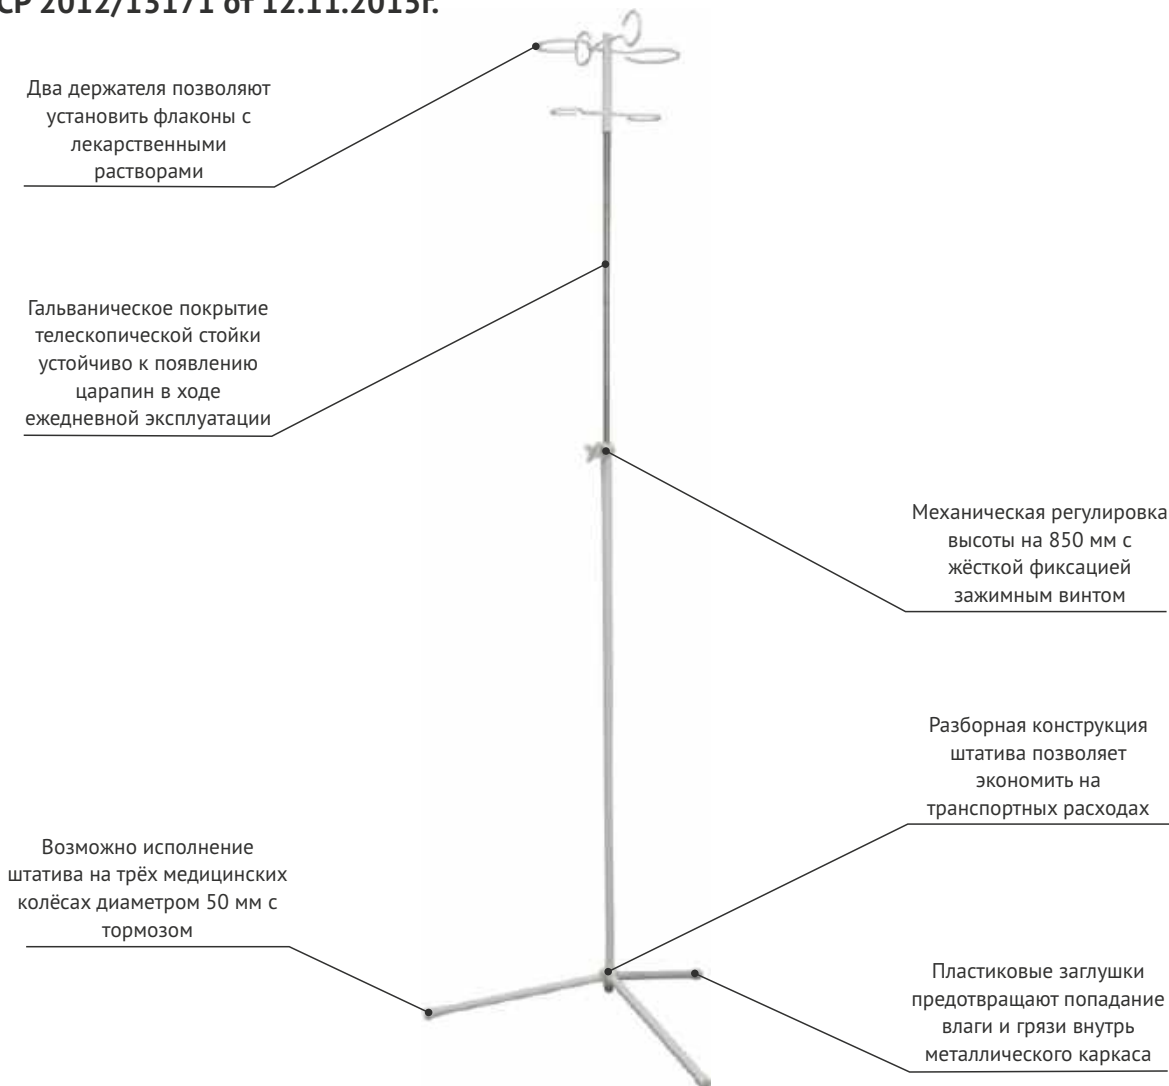 СР 2012/13171 от 12.11.2015г.
Два держателя позволяют
установить флаконы с
лекарственными
растворами
Гальваническое покрытие
телескопической стойки
устойчиво к появлению
царапин в ходе
ежедневной эксплуатации
Механическая регулировка
высоты на 850 мм с
жёсткой фиксацией
зажимным винтом
Разборная конструкция
штатива позволяет
экономить на
транспортных расходах
Возможно исполнение
штатива на трёх медицинских
колёсах диаметром 50 мм с
тормозом
Пластиковые заглушки
предотвращают попадание
влаги и грязи внутрь
металлического каркаса